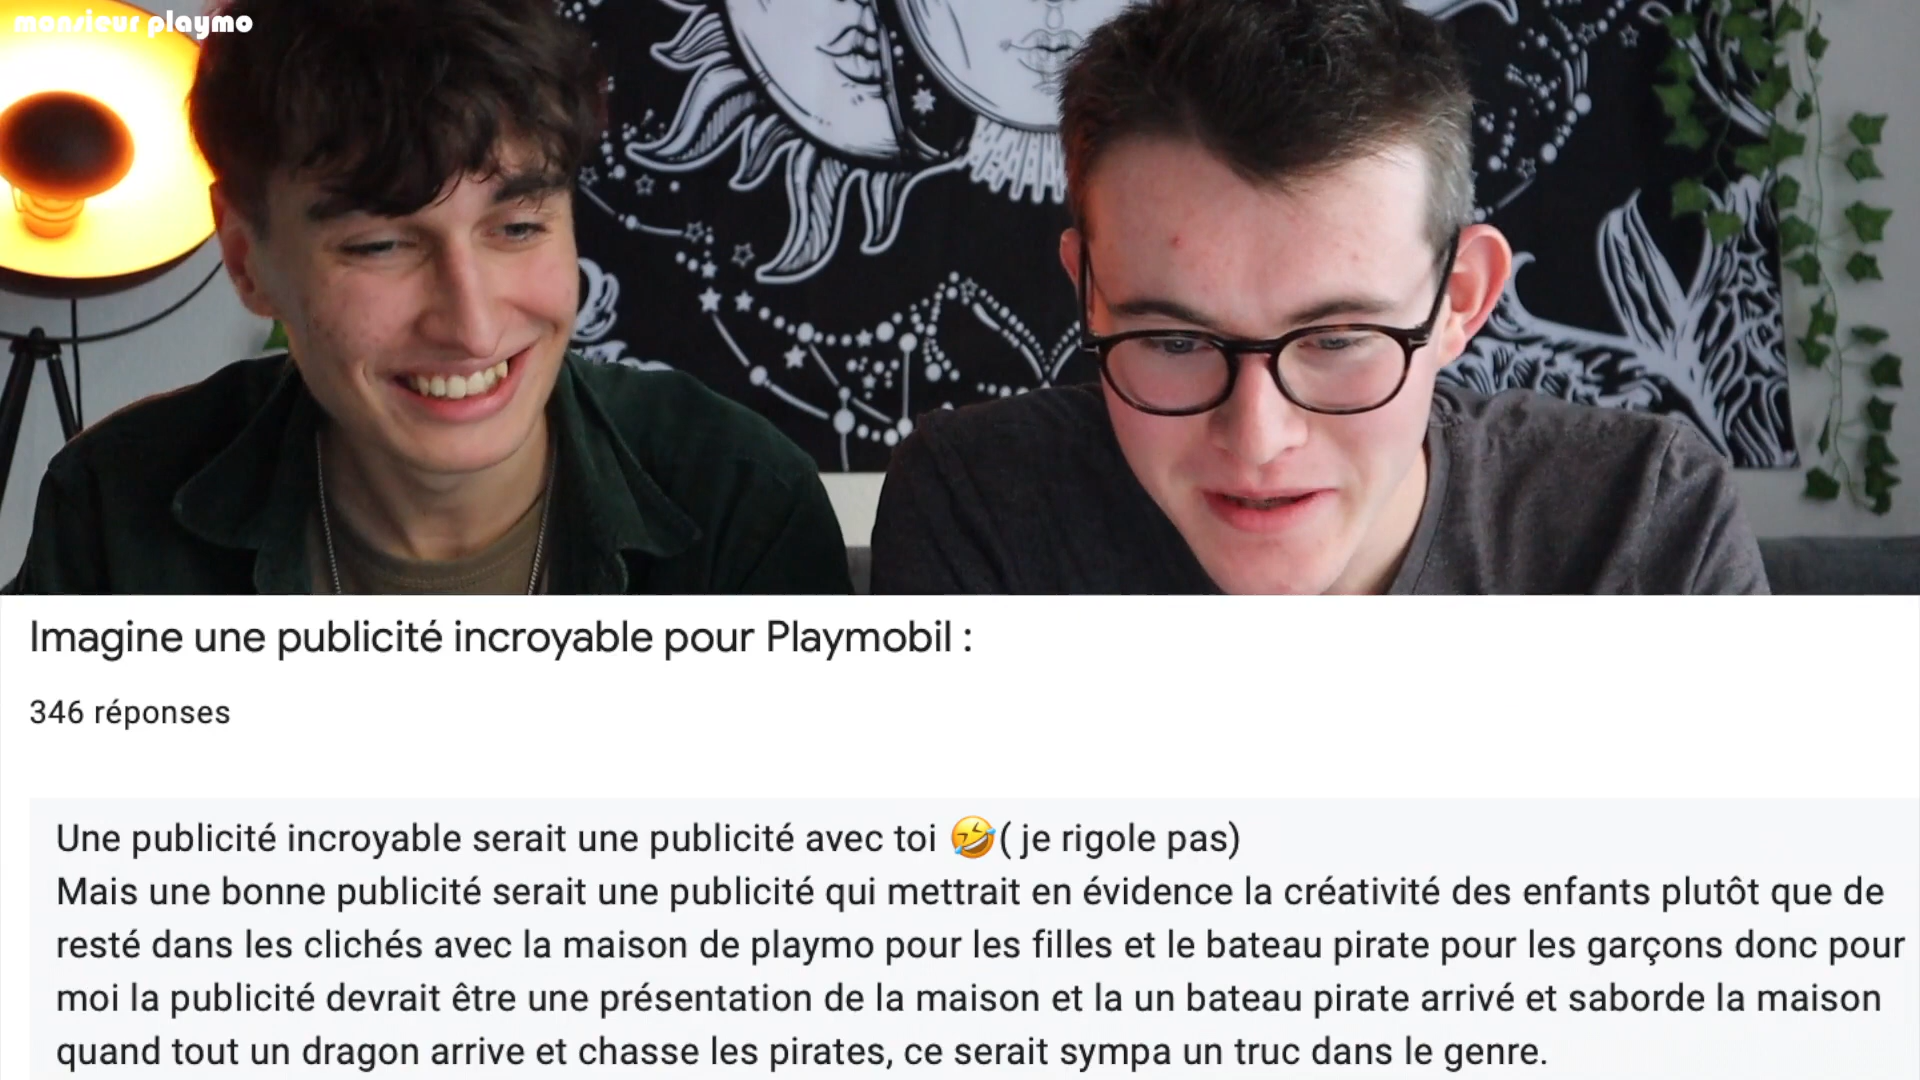 monsieur playmo
Imagine une publicité incroyable pour Playmobil :
346 réponses
Une publicité incroyable serait une publicité avec toi 🤣( je rigole pas)
Mais une bonne publicité serait une publicité qui mettrait en évidence la créativité des enfants plutôt que de
resté dans les clichés avec la maison de playmo pour les filles et le bateau pirate pour les garçons donc pour
moi la publicité devrait être une présentation de la maison et la un bateau pirate arrivé et saborde la maison
quand tout un dragon arrive et chasse les pirates, ce serait sympa un truc dans le genre.